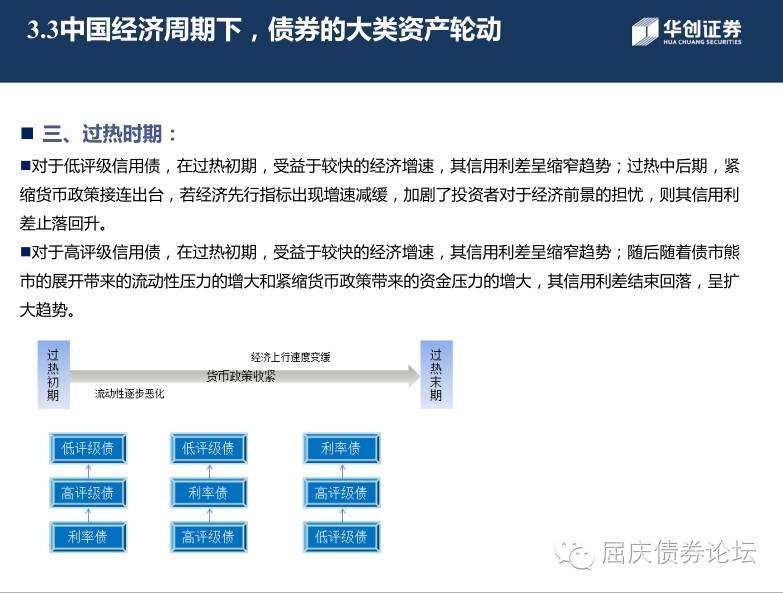 3.3中国经济周期下，债券的大类资产轮动
华创证券
HUA CHUANG SECURITIES
三、过热时期：
对于低评级信用债，在过热初期，受益于较快的经济增速，其信用利差呈缩窄趋势；过热中后期，紧
缩货币政策接连出台，若经济先行指标出现增速减缓，加剧了投资者对于经济前景的担忧，则其信用利
差止落回升。
对于高评级信用债，在过热初期，受益于较快的经济增速，其信用利差呈缩窄趋势；随后随着债市熊
市的展开带来的流动性压力的增大和紧缩货币政策带来的资金压力的增大，其信用利差结束回落，呈扩
大趋势。
过热初期
经济上行速度变缓
货币政策收紧
流动性逐步恶化
过热末期
低评级债 低评级债 利率债
高评级债 利率债 高评级债
利率债 高评级债 低评级债
屈庆债券论坛